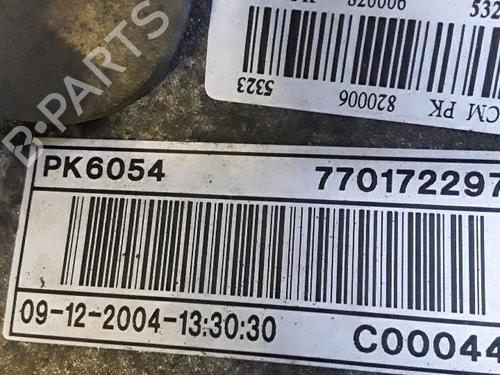 B-PARTS
CM PK
820006
5323
PK6054
770172297
09-12-2004-13:30:30
C00044